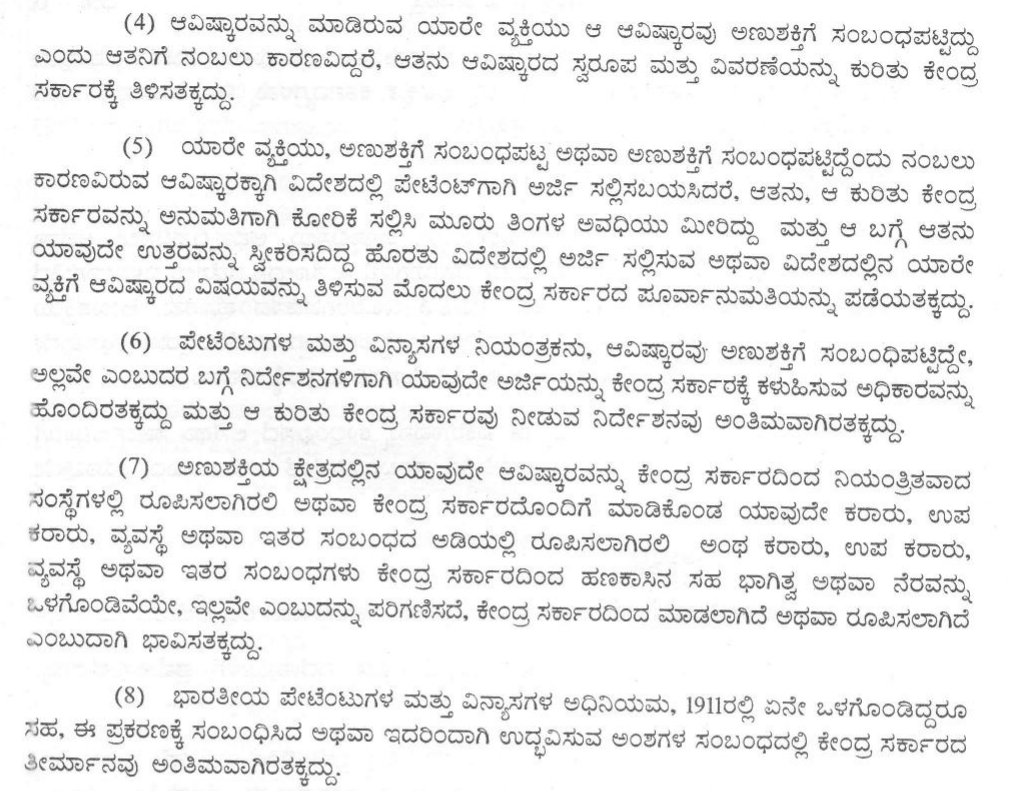 (4) ಆವಿಷ್ಕಾರವನ್ನು ಮಾಡಿರುವ ಯಾರೇ ವ್ಯಕ್ತಿಯು ಆ ಆವಿಷ್ಕಾರವು ಅಣುಶಕ್ತಿಗೆ ಸಂಬಂಧಪಟ್ಟಿದ್ದು
ಎಂದು ಆತನಿಗೆ ನಂಬಲು ಕಾರಣವಿದ್ದರೆ, ಆತನು ಆವಿಷ್ಕಾರದ ಸ್ವರೂಪ ಮತ್ತು ವಿವರಣೆಯನ್ನು ಕುರಿತು ಕೇಂದ್ರ
ಸರ್ಕಾರಕ್ಕೆ ತಿಳಿಸತಕ್ಕದ್ದು.
(5) ಯಾರೇ ವ್ಯಕ್ತಿಯು, ಅಣುಶಕ್ತಿಗೆ ಸಂಬಂಧಪಟ್ಟ ಅಥವಾ ಅಣುಶಕ್ತಿಗೆ ಸಂಬಂಧಪಟ್ಟಿದ್ದೆಂದು ನಂಬಲು
ಕಾರಣವಿರುವ ಆವಿಷ್ಕಾರಕ್ಕಾಗಿ ವಿದೇಶದಲ್ಲಿ ಪೇಟೆಂಟ್‌ಗಾಗಿ ಅರ್ಜಿ ಸಲ್ಲಿಸಬಯಸಿದರೆ, ಆತನು, ಆ ಕುರಿತು ಕೇಂದ್ರ
ಸರ್ಕಾರವನ್ನು ಅನುಮತಿಗಾಗಿ ಕೋರಿಕೆ ಸಲ್ಲಿಸಿ ಮೂರು ತಿಂಗಳ ಅವಧಿಯು ಮೀರಿದ್ದು ಮತ್ತು ಆ ಬಗ್ಗೆ ಆತನು
ಯಾವುದೇ ಉತ್ತರವನ್ನು ಸ್ವೀಕರಿಸದಿದ್ದ ಹೊರತು ವಿದೇಶದಲ್ಲಿ ಅರ್ಜಿ ಸಲ್ಲಿಸುವ ಅಥವಾ ವಿದೇಶದಲ್ಲಿನ ಯಾರೇ
ವ್ಯಕ್ತಿಗೆ ಆವಿಷ್ಕಾರದ ವಿಷಯವನ್ನು ತಿಳಿಸುವ ಮೊದಲು ಕೇಂದ್ರ ಸರ್ಕಾರದ ಪೂರ್ವಾನುಮತಿಯನ್ನು ಪಡೆಯತಕ್ಕದ್ದು.
(6) ಪೇಟೆಂಟುಗಳ ಮತ್ತು ವಿನ್ಯಾಸಗಳ ನಿಯಂತ್ರಕನು, ಆವಿಷ್ಕಾರವು ಅಣುಶಕ್ತಿಗೆ ಸಂಬಂಧಿಪಟ್ಟಿದ್ದೇ,
ಅಲ್ಲವೇ ಎಂಬುದರ ಬಗ್ಗೆ ನಿರ್ದೇಶನಗಳಿಗಾಗಿ ಯಾವುದೇ ಅರ್ಜಿಯನ್ನು ಕೇಂದ್ರ ಸರ್ಕಾರಕ್ಕೆ ಕಳುಹಿಸುವ ಅಧಿಕಾರವನ್ನು
ಹೊಂದಿರತಕ್ಕದ್ದು ಮತ್ತು ಆ ಕುರಿತು ಕೇಂದ್ರ ಸರ್ಕಾರವು ನೀಡುವ ನಿರ್ದೇಶನವು ಅಂತಿಮವಾಗಿರತಕ್ಕದ್ದು.
(7) ಅಣುಶಕ್ತಿಯ ಕ್ಷೇತ್ರದಲ್ಲಿನ ಯಾವುದೇ ಆವಿಷ್ಕಾರವನ್ನು ಕೇಂದ್ರ ಸರ್ಕಾರದಿಂದ ನಿಯಂತ್ರಿತವಾದ
ಸಂಸ್ಥೆಗಳಲ್ಲಿ ರೂಪಿಸಲಾಗಿರಲಿ ಅಥವಾ ಕೇಂದ್ರ ಸರ್ಕಾರದೊಂದಿಗೆ ಮಾಡಿಕೊಂಡ ಯಾವುದೇ ಕರಾರು, ಉಪ
ಕರಾರು, ವ್ಯವಸ್ಥೆ ಅಥವಾ ಇತರ ಸಂಬಂಧದ ಅಡಿಯಲ್ಲಿ ರೂಪಿಸಲಾಗಿರಲಿ ಅಂಥ ಕರಾರು, ಉಪ ಕರಾರು,
ವ್ಯವಸ್ಥೆ ಅಥವಾ ಇತರ ಸಂಬಂಧಗಳು ಕೇಂದ್ರ ಸರ್ಕಾರದಿಂದ ಹಣಕಾಸಿನ ಸಹ ಭಾಗಿತ್ವ ಅಥವಾ ನೆರವನ್ನು
ಒಳಗೊಂಡಿವೆಯೇ, ಇಲ್ಲವೇ ಎಂಬುದನ್ನು ಪರಿಗಣಿಸದೆ, ಕೇಂದ್ರ ಸರ್ಕಾರದಿಂದ ಮಾಡಲಾಗಿದೆ ಅಥವಾ ರೂಪಿಸಲಾಗಿದೆ
ಎಂಬುದಾಗಿ ಭಾವಿಸತಕ್ಕದ್ದು.
(8) ಭಾರತೀಯ ಪೇಟೆಂಟುಗಳ ಮತ್ತು ವಿನ್ಯಾಸಗಳ ಅಧಿನಿಯಮ, 1911ರಲ್ಲಿ ಏನೇ ಒಳಗೊಂಡಿದ್ದರೂ
ಸಹ, ಈ ಪ್ರಕರಣಕ್ಕೆ ಸಂಬಂಧಿಸಿದ ಅಥವಾ ಇದರಿಂದಾಗಿ ಉದ್ಭವಿಸುವ ಅಂಶಗಳ ಸಂಬಂಧದಲ್ಲಿ ಕೇಂದ್ರ ಸರ್ಕಾರದ
ತೀರ್ಮಾನವು ಅಂತಿಮವಾಗಿರತಕ್ಕದ್ದು.